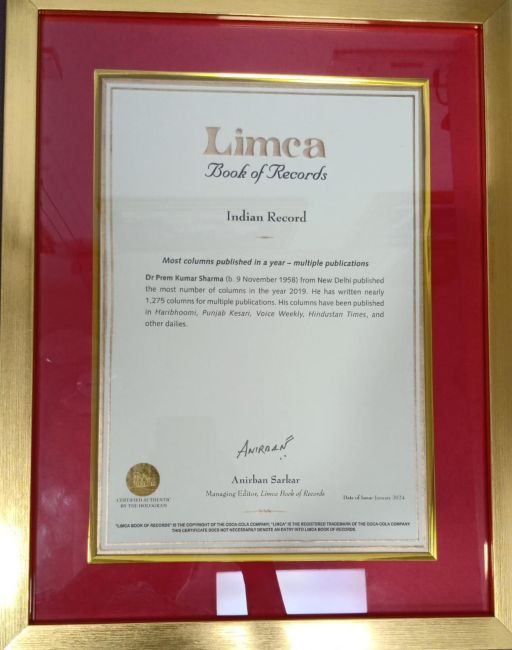 Limca
Book of Records
Indian Record
Most columns published in a year – multiple publications
Dr Prem Kumar Sharma (b. 9 November 1958) from New Delhi published
the most number of columns in the year 2019. He has written nearly
1,275 columns for multiple publications. His columns have been published
in Haribhoomi, Punjab Kesari, Voice Weekly, Hindustan Times, and
other dailies.
ANIRBAN
Anirban Sarkar
Managing Editor, Limca Book of Records
CERTIFIED AUTHENTIC
BY THE HOLOGRAM
Date of Issue: January 2024
"LIMCA BOOK OF RECORDS" IS THE COPYRIGHT OF THE COCA-COLA COMPANY, "LIMCA" IS THE REGISTERED TRADEMARK OF THE COCA-COLA COMPANY
THIS CERTIFICATE DOES NOT NECESSARILY DENOTE AN ENTRY INTO LIMCA BOOK OF RECORDS.